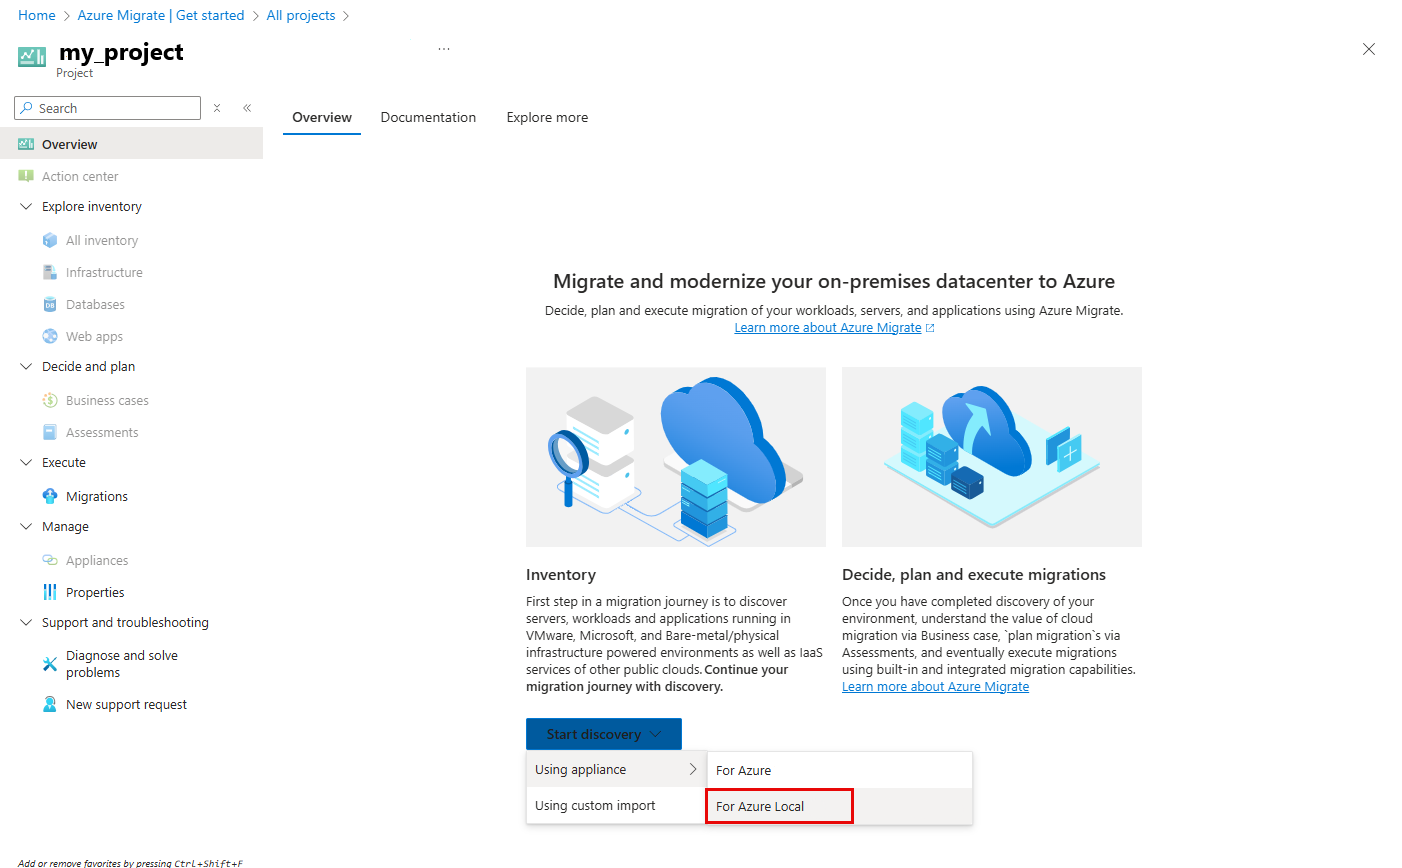 Home > Azure Migrate | Get started > All projects >
my_project
...
Project
Search
Overview
Action center
Explore inventory
All inventory
Infrastructure
Databases
Web apps
Decide and plan
Business cases
Assessments
Execute
Migrations
Manage
Appliances
Properties
Support and troubleshooting
Diagnose and solve
problems
New support request
Add or remove favorites by pressing Ctrl+Shift+F
Overview Documentation Explore more
Migrate and modernize your on-premises datacenter to Azure
Decide, plan and execute migration of your workloads, servers, and applications using Azure Migrate.
Learn more about Azure Migrate
Inventory
First step in a migration journey is to discover
servers, workloads and applications running in
VMware, Microsoft, and Bare-metal/physical
infrastructure powered environments as well as IaaS
services of other public clouds. Continue your
migration journey with discovery.
Decide, plan and execute migrations
Once you have completed discovery of your
environment, understand the value of cloud
migration via Business case, `plan migration`s via
Assessments, and eventually execute migrations
using built-in and integrated migration capabilities.
Learn more about Azure Migrate
Start discovery
Using appliance
Using custom import
For Azure
For Azure Local